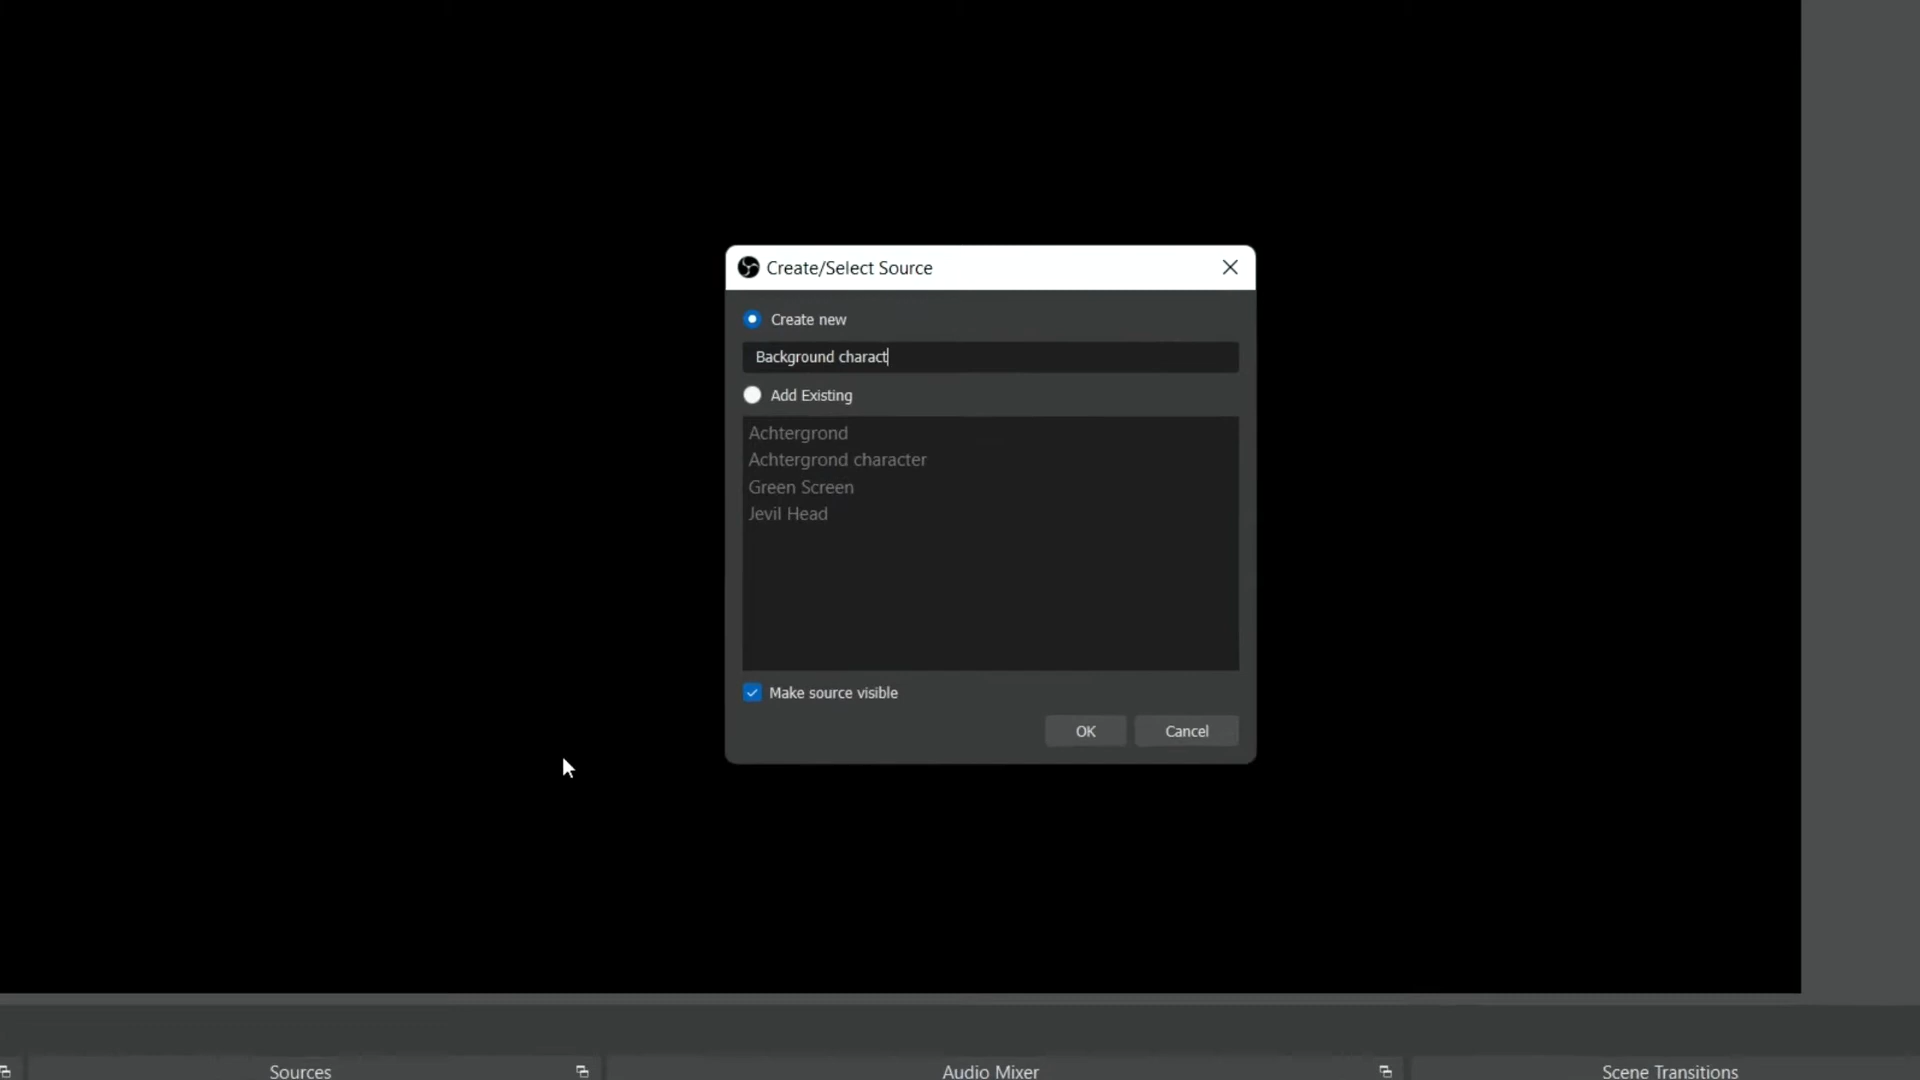 Create/Select Source
Create new
Background charact
Add Existing
Achtergrond
Achtergrond character
Green Screen
Jevil Head
Make source visible
OK
Cancel
Sources
Audio Mixer
Scene Transitions